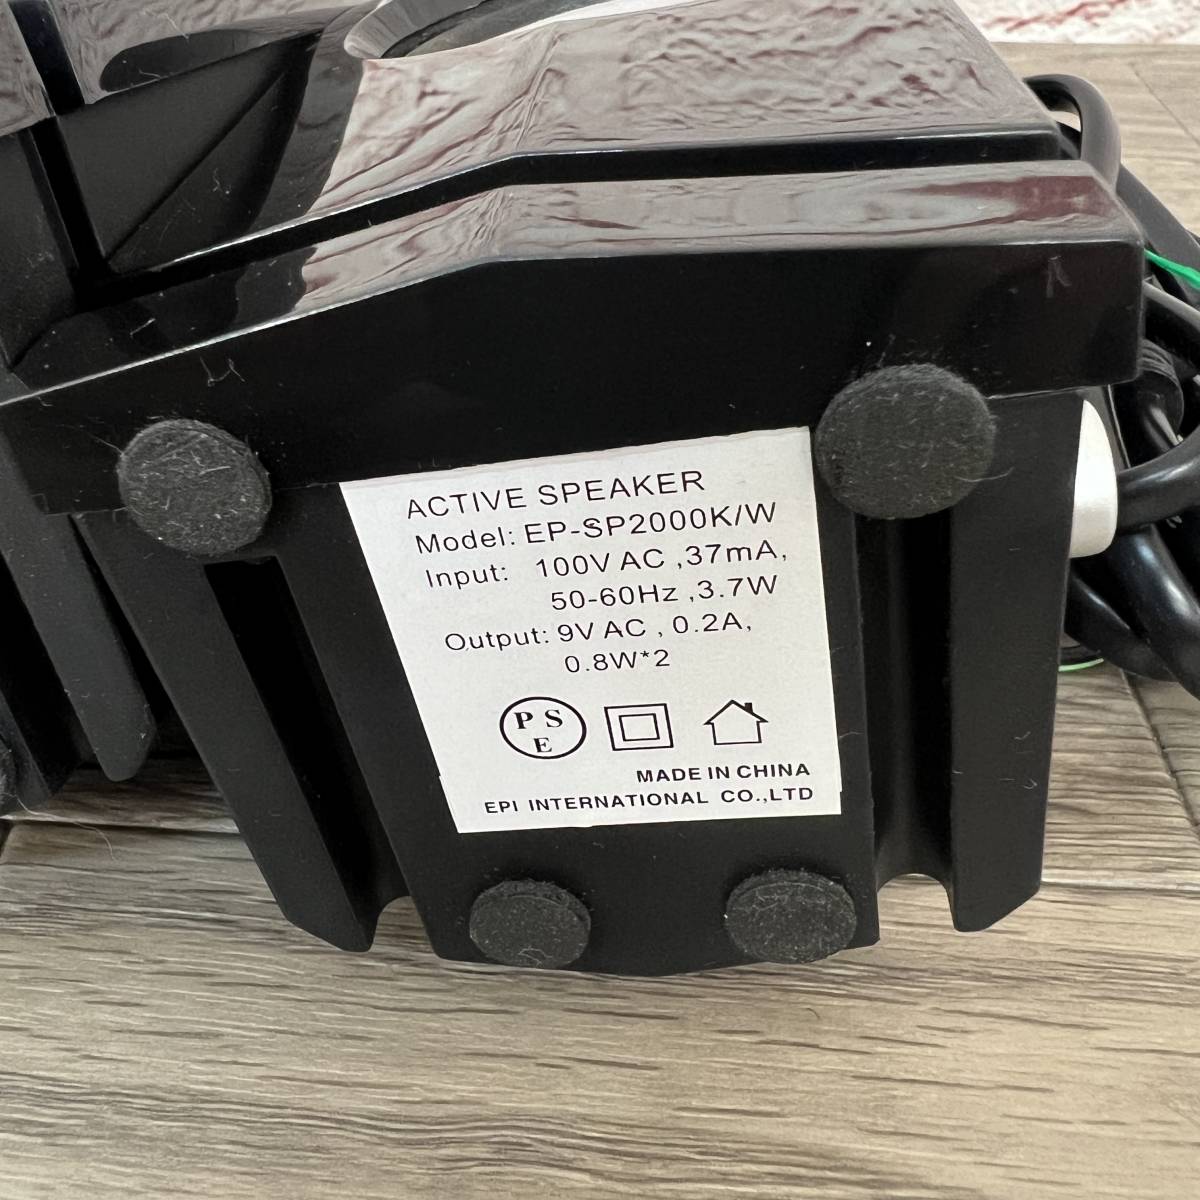 ACTIVE SPEAKER
Model: EP-SP2000K/W
Input: 100V AC ,37mA,
50-60Hz ,3.7W
Output: 9V AC , 0.2A,
0.8W*2
P S
E
MADE IN CHINA
EPI INTERNATIONAL CO.,LTD